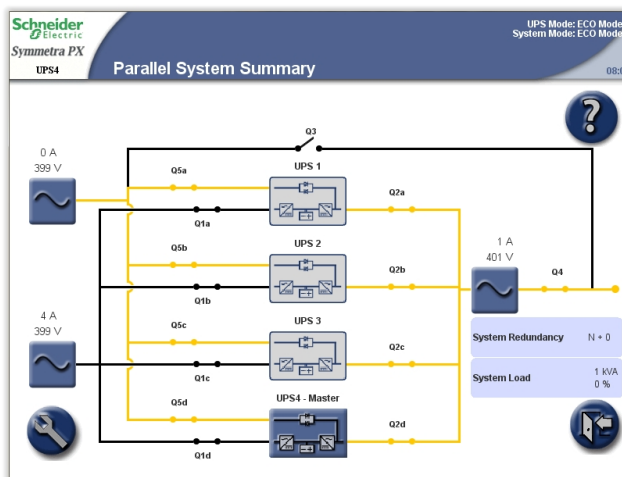 Schneider
Electric
Symmetra PX
UPS4
Parallel System Summary
UPS Mode: ECO Mode
System Mode: ECO Mode
08:
?
Q3
0 A
399 V
Q5a
UPS 1
Q2a
Q1a
Q5b
UPS 2
Q2b
Q1b
1 A
401 V
Q4
4 A
399 V
Q5c
UPS 3
Q2c
Q1c
System Redundancy N + 0
System Load 1 kVA
0 %
Q5d
UPS4 - Master
Q2d
Q1d